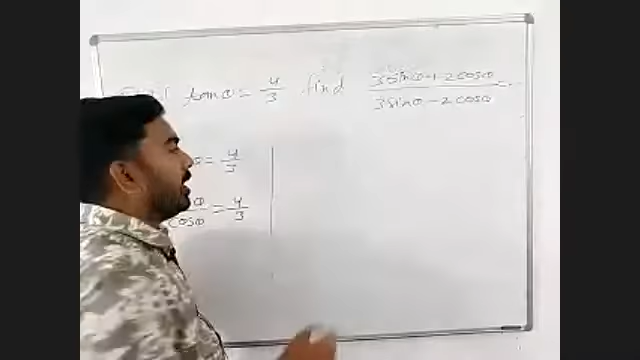 tanθ = 4/3 find (3sinθ + 2cosθ)/(3sinθ - 2cosθ) =
= 4/3
θ/cosθ = 4/3